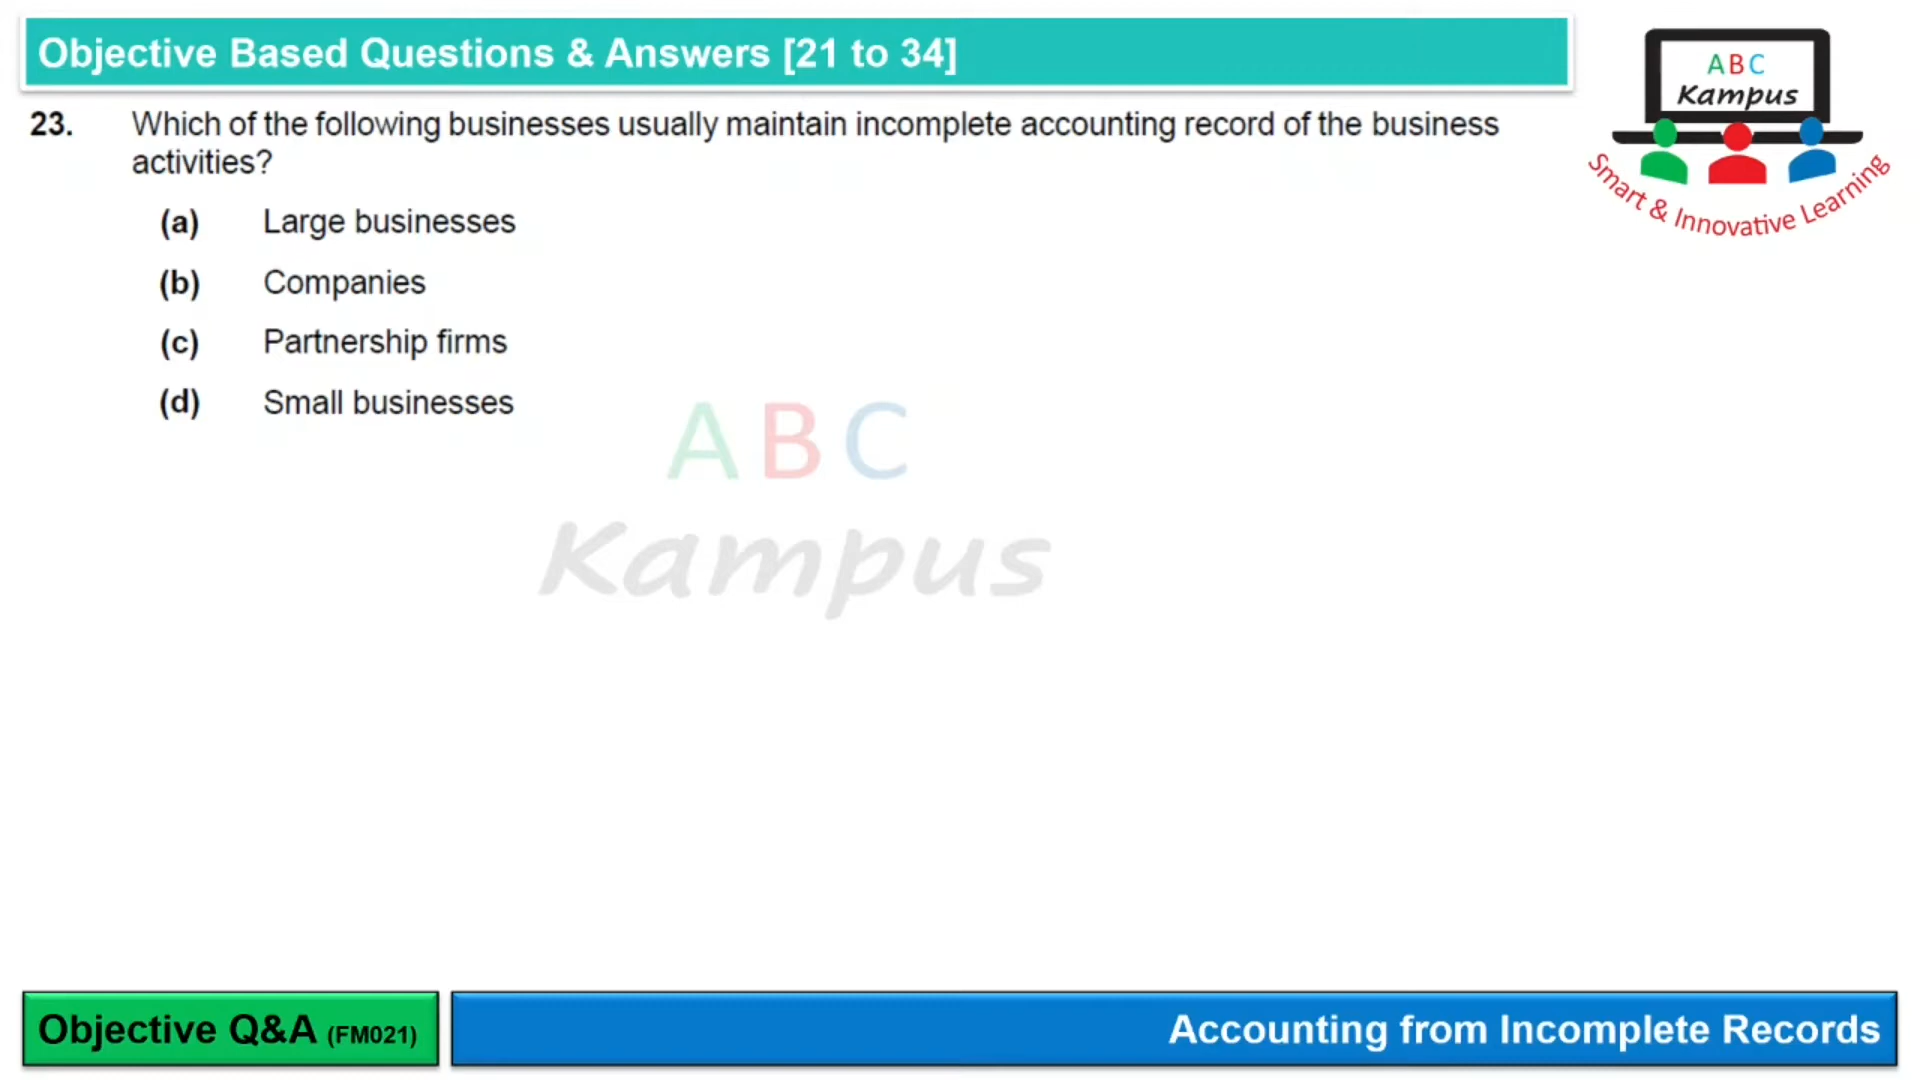 Objective Based Questions & Answers [21 to 34]
ABC
Kampus
Smart & Innovative Learning
23. Which of the following businesses usually maintain incomplete accounting record of the business
activities?
(a) Large businesses
(b) Companies
(c) Partnership firms
(d) Small businesses
ABC
Kampus
Objective Q&A (FM021)
Accounting from Incomplete Records